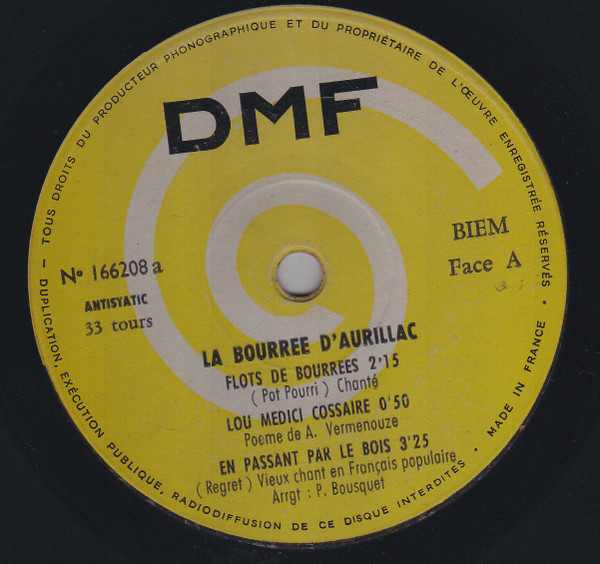 — TOUS DROITS DU PRODUCTEUR PHONOGRAPHIQUE ET DU PROPRIÉTAIRE DE L'ŒUVRE ENREGISTRÉE RÉSERVÉS •
DMF
BIEM
Face A
Nº 166208 a
ANTISTATIC
33 tours
LA BOURREE D'AURILLAC
FLOTS DE BOURREES 2'15
( Pot Pourri ) Chanté
LOU MEDICI COSSAIRE 0'50
Poeme de A. Vermenouze
EN PASSANT PAR LE BOIS 3'25
( Regret ) Vieux chant en Français populaire
Arrgt : P. Bousquet
— DUPLICATION, EXÉCUTION PUBLIQUE, RADIODIFFUSION DE CE DISQUE INTERDITES • MADE IN FRANCE •